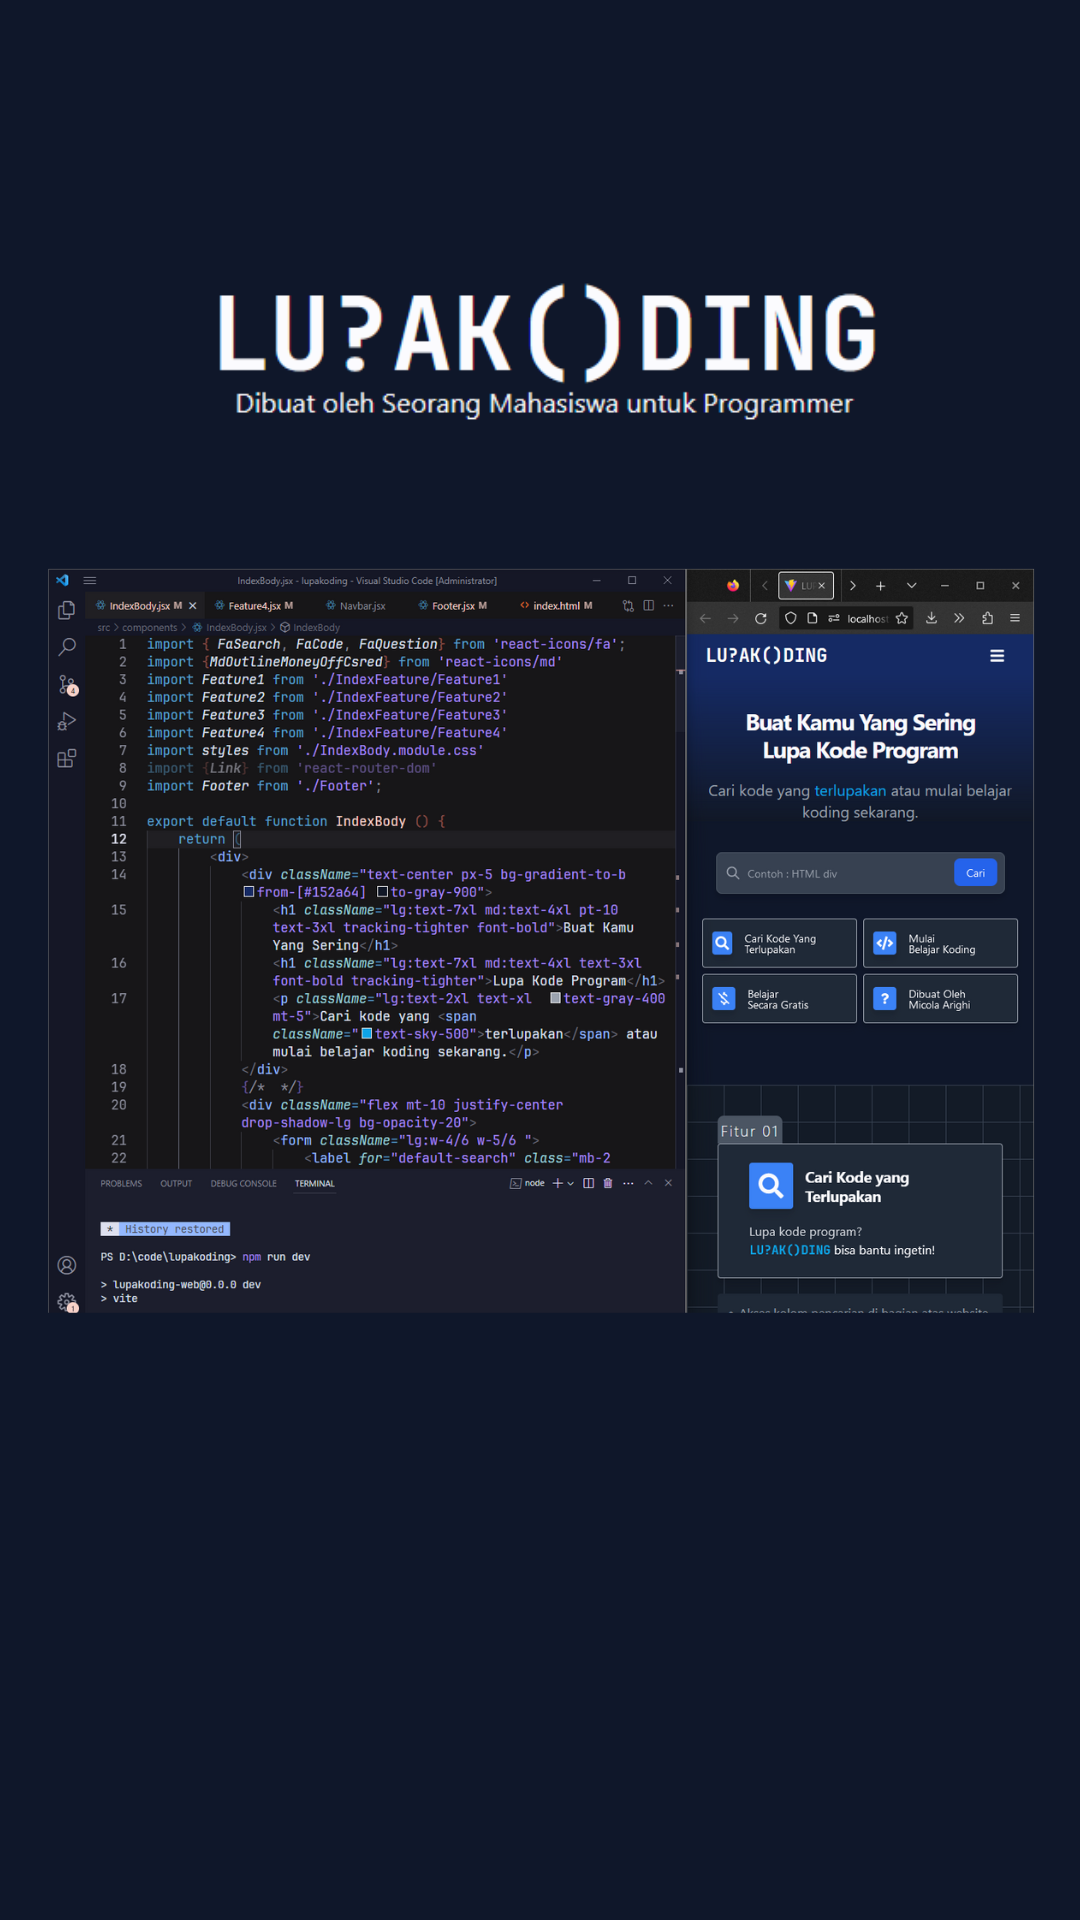 LU?AK()DING
Dibuat oleh Seorang Mahasiswa untuk Programmer
IndexBody.jsx - lupakoding - Visual Studio Code [Administrator]
IndexBody.jsx M
Feature4.jsx M
Navbar.jsx
Footer.jsx M
index.html M
src > components > IndexBody.jsx > IndexBody
1 import { FaSearch, FaCode, FaQuestion} from 'react-icons/fa';
2 import {MdOutlineMoneyOffCsred} from 'react-icons/md'
3 import Feature1 from './IndexFeature/Feature1'
4 import Feature2 from './IndexFeature/Feature2'
5 import Feature3 from './IndexFeature/Feature3'
6 import Feature4 from './IndexFeature/Feature4'
7 import styles from './IndexBody.module.css'
8 import {Link} from 'react-router-dom'
9 import Footer from './Footer';
10
11 export default function IndexBody () {
12 return (
13 <div>
14 <div className="text-center px-5 bg-gradient-to-b
from-[#152a64] to-gray-900">
15 <h1 className="lg:text-7xl md:text-4xl pt-10
text-3xl tracking-tighter font-bold">Buat Kamu
Yang Sering</h1>
16 <h1 className="lg:text-7xl md:text-4xl text-3xl
font-bold tracking-tighter">Lupa Kode Program</h1>
17 <p className="lg:text-2xl text-xl text-gray-400
mt-5">Cari kode yang <span
className="text-sky-500">terlupakan</span> atau
mulai belajar koding sekarang.</p>
18 </div>
19 {/* */}
20 <div className="flex mt-10 justify-center
drop-shadow-lg bg-opacity-20">
21 <form className="lg:w-4/6 w-5/6 ">
22 <label for="default-search" class="mb-2
4
1
PROBLEMS
OUTPUT
DEBUG CONSOLE
TERMINAL
node
* History restored
PS D:\code\lupakoding> npm run dev
> lupakoding-web@0.0.0 dev
> vite
LU
localhost
LU?AK()DING
Buat Kamu Yang Sering
Lupa Kode Program
Cari kode yang terlupakan atau mulai belajar
koding sekarang.
Contoh : HTML div
Cari
Cari Kode Yang
Terlupakan
Mulai
Belajar Koding
Belajar
Secara Gratis
Dibuat Oleh
Micola Arighi
Fitur 01
Cari Kode yang
Terlupakan
Lupa kode program?
LU?AK()DING bisa bantu ingetin!
• Akses kolom pencarian di bagian atas website